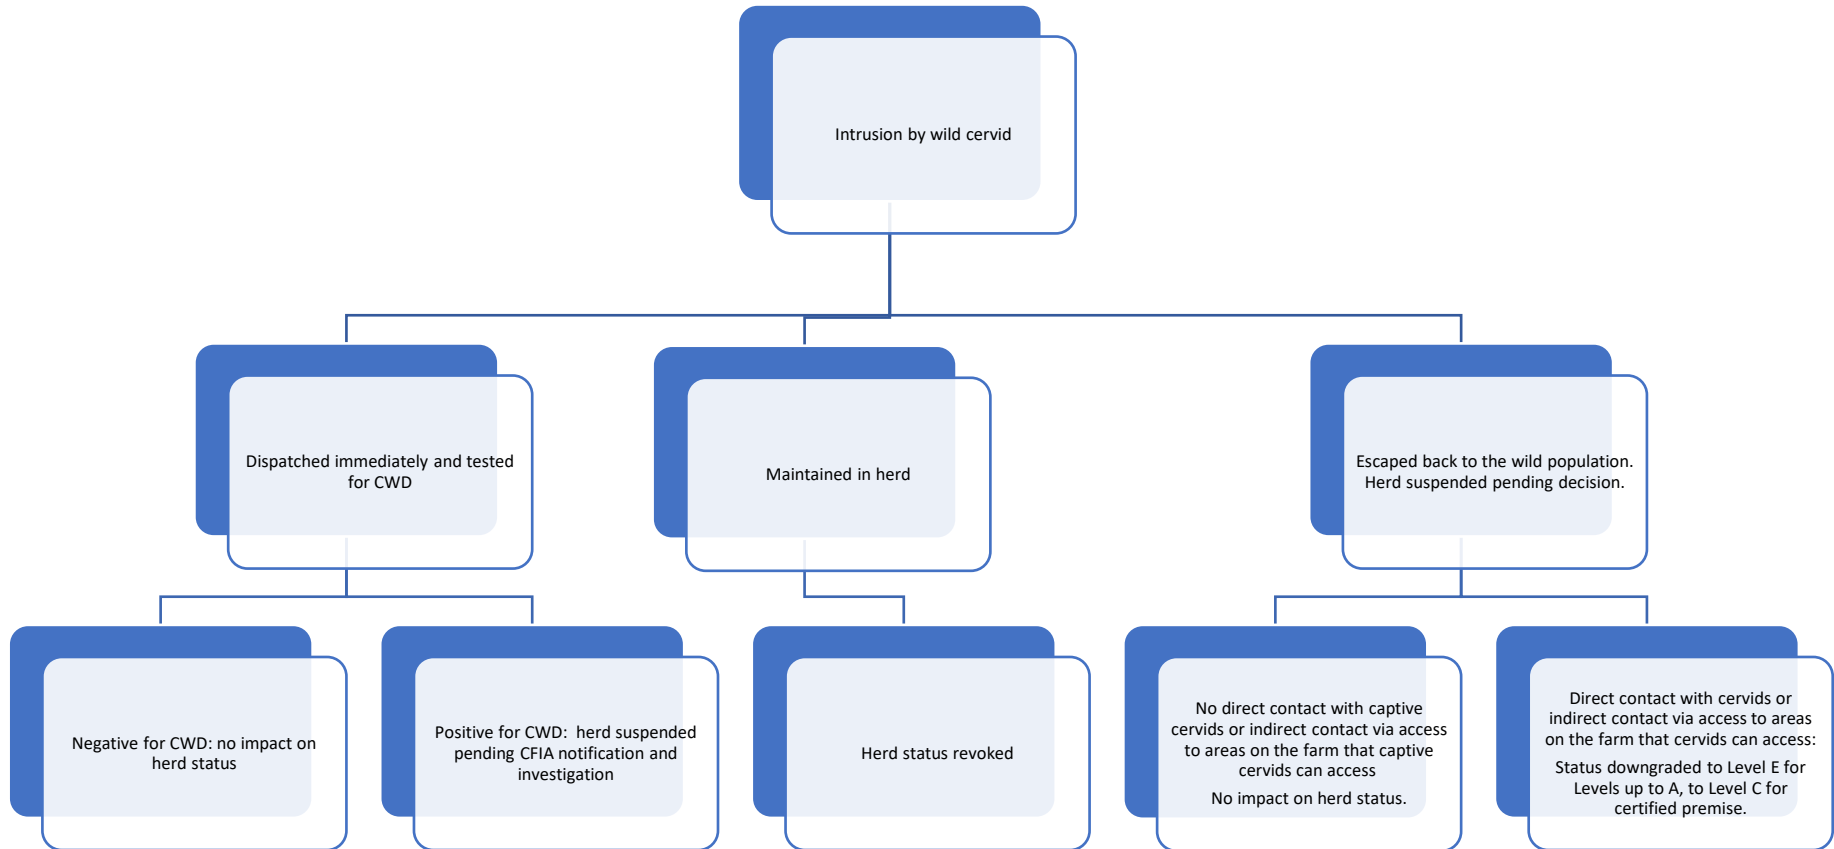 Intrusion by wild cervid
Dispatched immediately and tested
for CWD
Maintained in herd
Escaped back to the wild population.
Herd suspended pending decision.
Negative for CWD: no impact on
herd status
Positive for CWD:  herd suspended
pending CFIA notification and
investigation
Herd status revoked
No direct contact with captive
cervids or indirect contact via access
to areas on the farm that captive
cervids can access
No impact on herd status.
Direct contact with cervids or
indirect contact via access to areas
on the farm that cervids can access:
Status downgraded to Level E for
Levels up to A, to Level C for
certified premise.